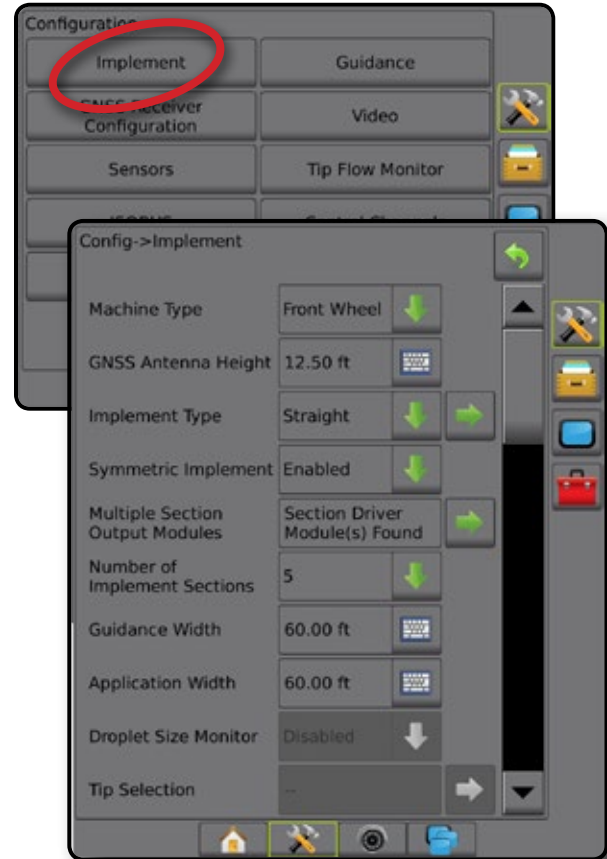 Configuration
Implement
Guidance
GNSS Receiver
Configuration
Video
Sensors
Tip Flow Monitor
Config->Implement
Machine Type
Front Wheel
GNSS Antenna Height
12.50 ft
Implement Type
Straight
Symmetric Implement
Enabled
Multiple Section
Output Modules
Section Driver
Module(s) Found
Number of
Implement Sections
5
Guidance Width
60.00 ft
Application Width
60.00 ft
Droplet Size Monitor
Disabled
Tip Selection
--